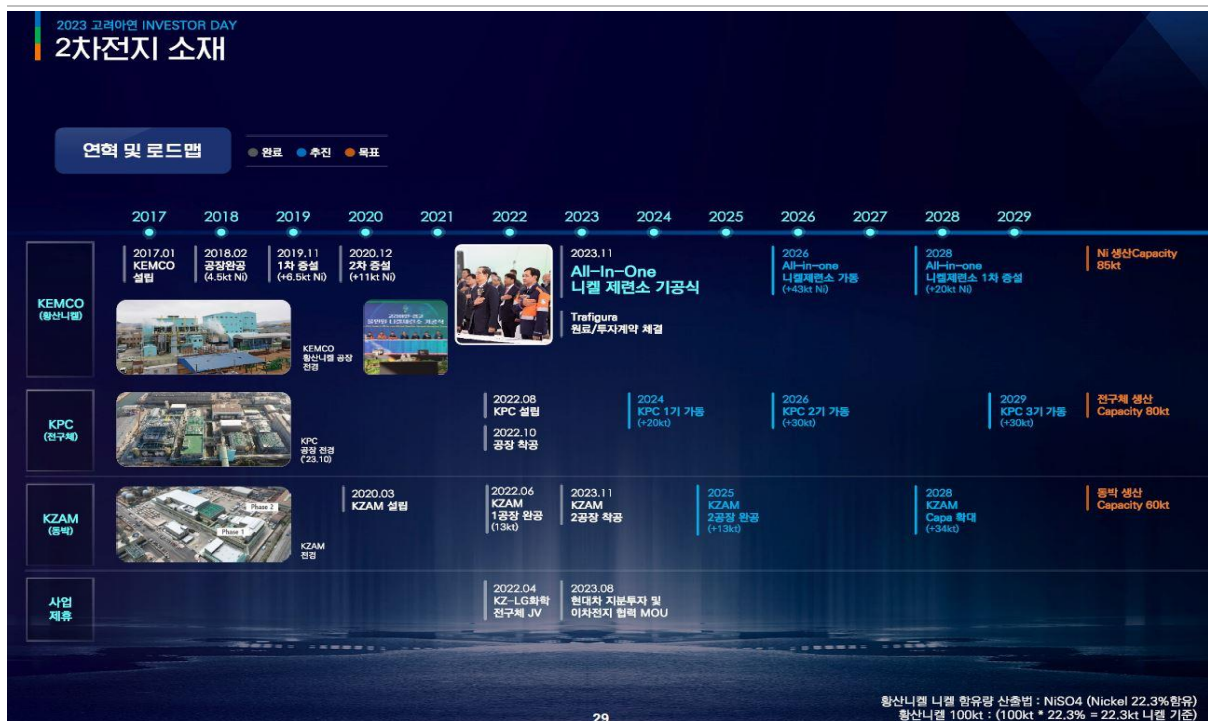 2023 고려아연 INVESTOR DAY
2차전지 소재
연혁 및 로드맵
완료 추진 목표
2017 2018 2019 2020 2021 2022 2023 2024 2025 2026 2027 2028 2029
KEMCO
(황산니켈)
2017.01
KEMCO
설립
2018.02
공장완공
(4.5kt Ni)
2019.11
1차 증설
(+6.5kt Ni)
2020.12
2차 증설
(+11kt Ni)
2023.11
All-In-One
니켈 제련소 기공식
Trafigura
원료/투자계약 체결
2026
All-in-one
니켈제련소 가동
(+43kt Ni)
2028
All-in-one
니켈제련소 1차 증설
(+20kt Ni)
Ni 생산Capacity
85kt
KEMCO
황산니켈 공장
전경
KPC
(전구체)
KPC
공장 전경
('23.10)
2022.08
KPC 설립
2022.10
공장 착공
2024
KPC 1기 가동
(+20kt)
2026
KPC 2기 가동
(+30kt)
2029
KPC 3기 가동
(+30kt)
전구체 생산
Capacity 80kt
KZAM
(동박)
Phase 2
Phase 1
KZAM
전경
2020.03
KZAM 설립
2022.06
KZAM
1공장 완공
(13kt)
2023.11
KZAM
2공장 착공
2025
KZAM
2공장 완공
(+13kt)
2028
KZAM
Capa 확대
(+34kt)
동박 생산
Capacity 60kt
사업
제휴
2022.04
KZ-LG화학
전구체 JV
2023.08
현대차 지분투자 및
이차전지 협력 MOU
황산니켈 니켈 함유량 산출법 : NiSO4 (Nickel 22.3%함유)
황산니켈 100kt : (100kt * 22.3% = 22.3kt 니켈 기준)
29